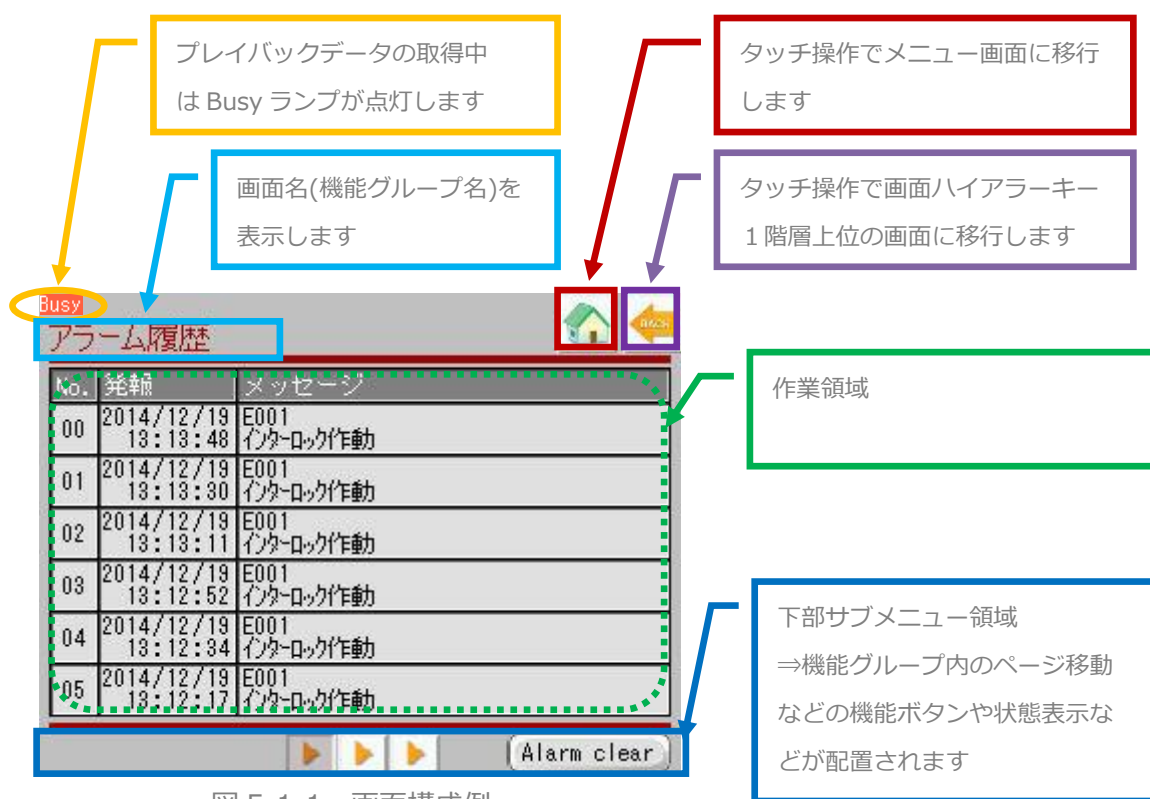 プレイバックデータの取得中
は Busy ランプが点灯します
タッチ操作でメニュー画面に移行
します
画面名(機能グループ名)を
表示します
タッチ操作で画面ハイアラーキー
１階層上位の画面に移行します
Busy
アラーム履歴
BACK
No. 発報 メッセージ
00 2014/12/19 13:13:48 E001 インターロック作動
01 2014/12/19 13:13:30 E001 インターロック作動
02 2014/12/19 13:13:11 E001 インターロック作動
03 2014/12/19 13:12:52 E001 インターロック作動
04 2014/12/19 13:12:34 E001 インターロック作動
05 2014/12/19 13:12:17 E001 インターロック作動
Alarm clear
作業領域
下部サブメニュー領域
⇒機能グループ内のページ移動
などの機能ボタンや状態表示な
どが配置されます
図 5-1-1 画面構成例